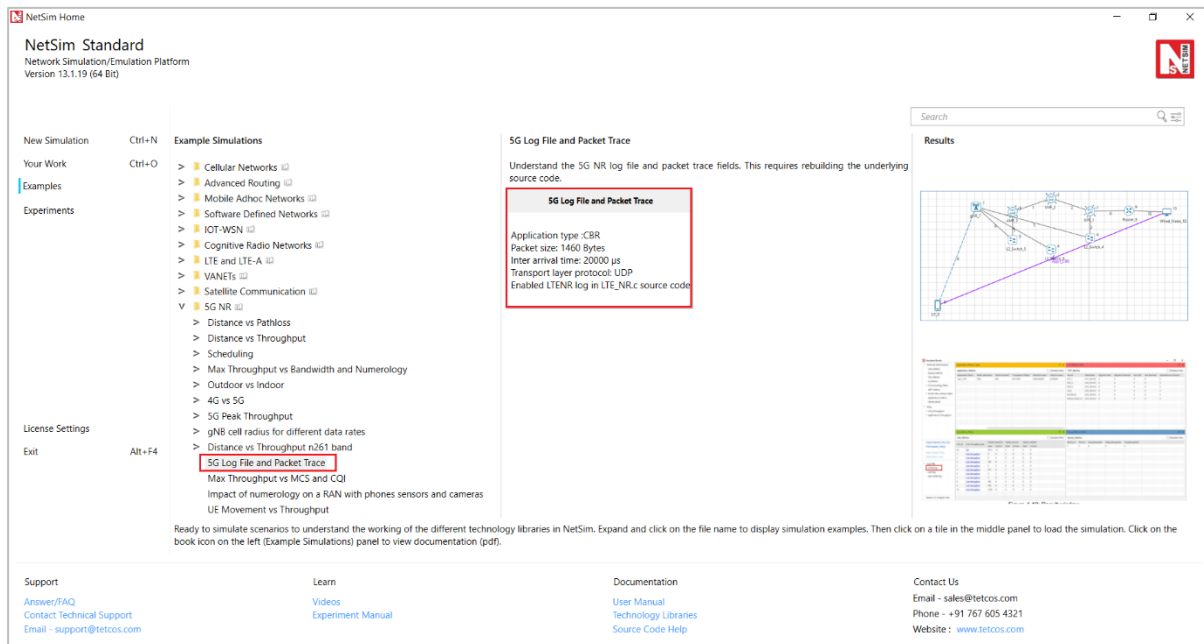 NetSim Home
NetSim Standard
Network Simulation/Emulation Platform
Version 13.1.19 (64 Bit)
NETSIM
Search
New Simulation Ctrl+N
Your Work Ctrl+O
Examples
Experiments
License Settings
Exit Alt+F4
Example Simulations
> Cellular Networks
> Advanced Routing
> Mobile Adhoc Networks
> Software Defined Networks
> IOT-WSN
> Cognitive Radio Networks
> LTE and LTE-A
> VANETs
> Satellite Communication
V 5G NR
> Distance vs Pathloss
> Distance vs Throughput
> Scheduling
> Max Throughput vs Bandwidth and Numerology
> Outdoor vs Indoor
> 4G vs 5G
> 5G Peak Throughput
> gNB cell radius for different data rates
> Distance vs Throughput n261 band
5G Log File and Packet Trace
Max Throughput vs MCS and CQI
Impact of numerology on a RAN with phones sensors and cameras
UE Movement vs Throughput
5G Log File and Packet Trace
Understand the 5G NR log file and packet trace fields. This requires rebuilding the underlying
source code.
5G Log File and Packet Trace
Application type :CBR
Packet size: 1460 Bytes
Inter arrival time: 20000 µs
Transport layer protocol: UDP
Enabled LTENR log in LTE_NR.c source code
Results
Ready to simulate scenarios to understand the working of the different technology libraries in NetSim. Expand and click on the file name to display simulation examples. Then click on a tile in the middle panel to load the simulation. Click on the
book icon on the left (Example Simulations) panel to view documentation (pdf).
Support
Answer/FAQ
Contact Technical Support
Email - support@tetcos.com
Learn
Videos
Experiment Manual
Documentation
User Manual
Technology Libraries
Source Code Help
Contact Us
Email - sales@tetcos.com
Phone - +91 767 605 4321
Website : www.tetcos.com